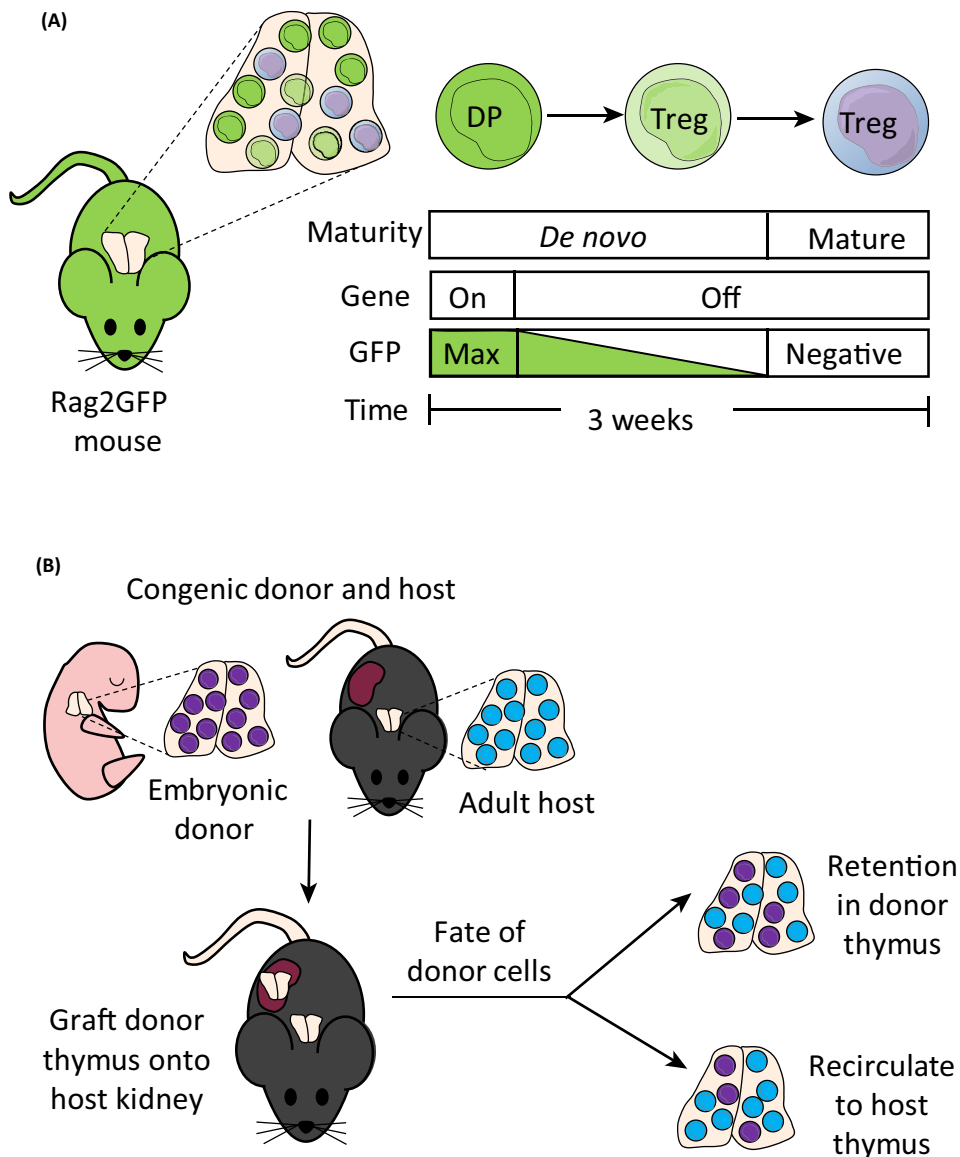 (A)
DP
Treg
Treg
Maturity
De novo
Mature
Gene
On
Off
GFP
Max
Negative
Time
3 weeks
Rag2GFP
mouse
(B)
Congenic donor and host
Embryonic
donor
Adult host
Graft donor
thymus onto
host kidney
Fate of
donor cells
Retention
in donor
thymus
Recirculate
to host
thymus